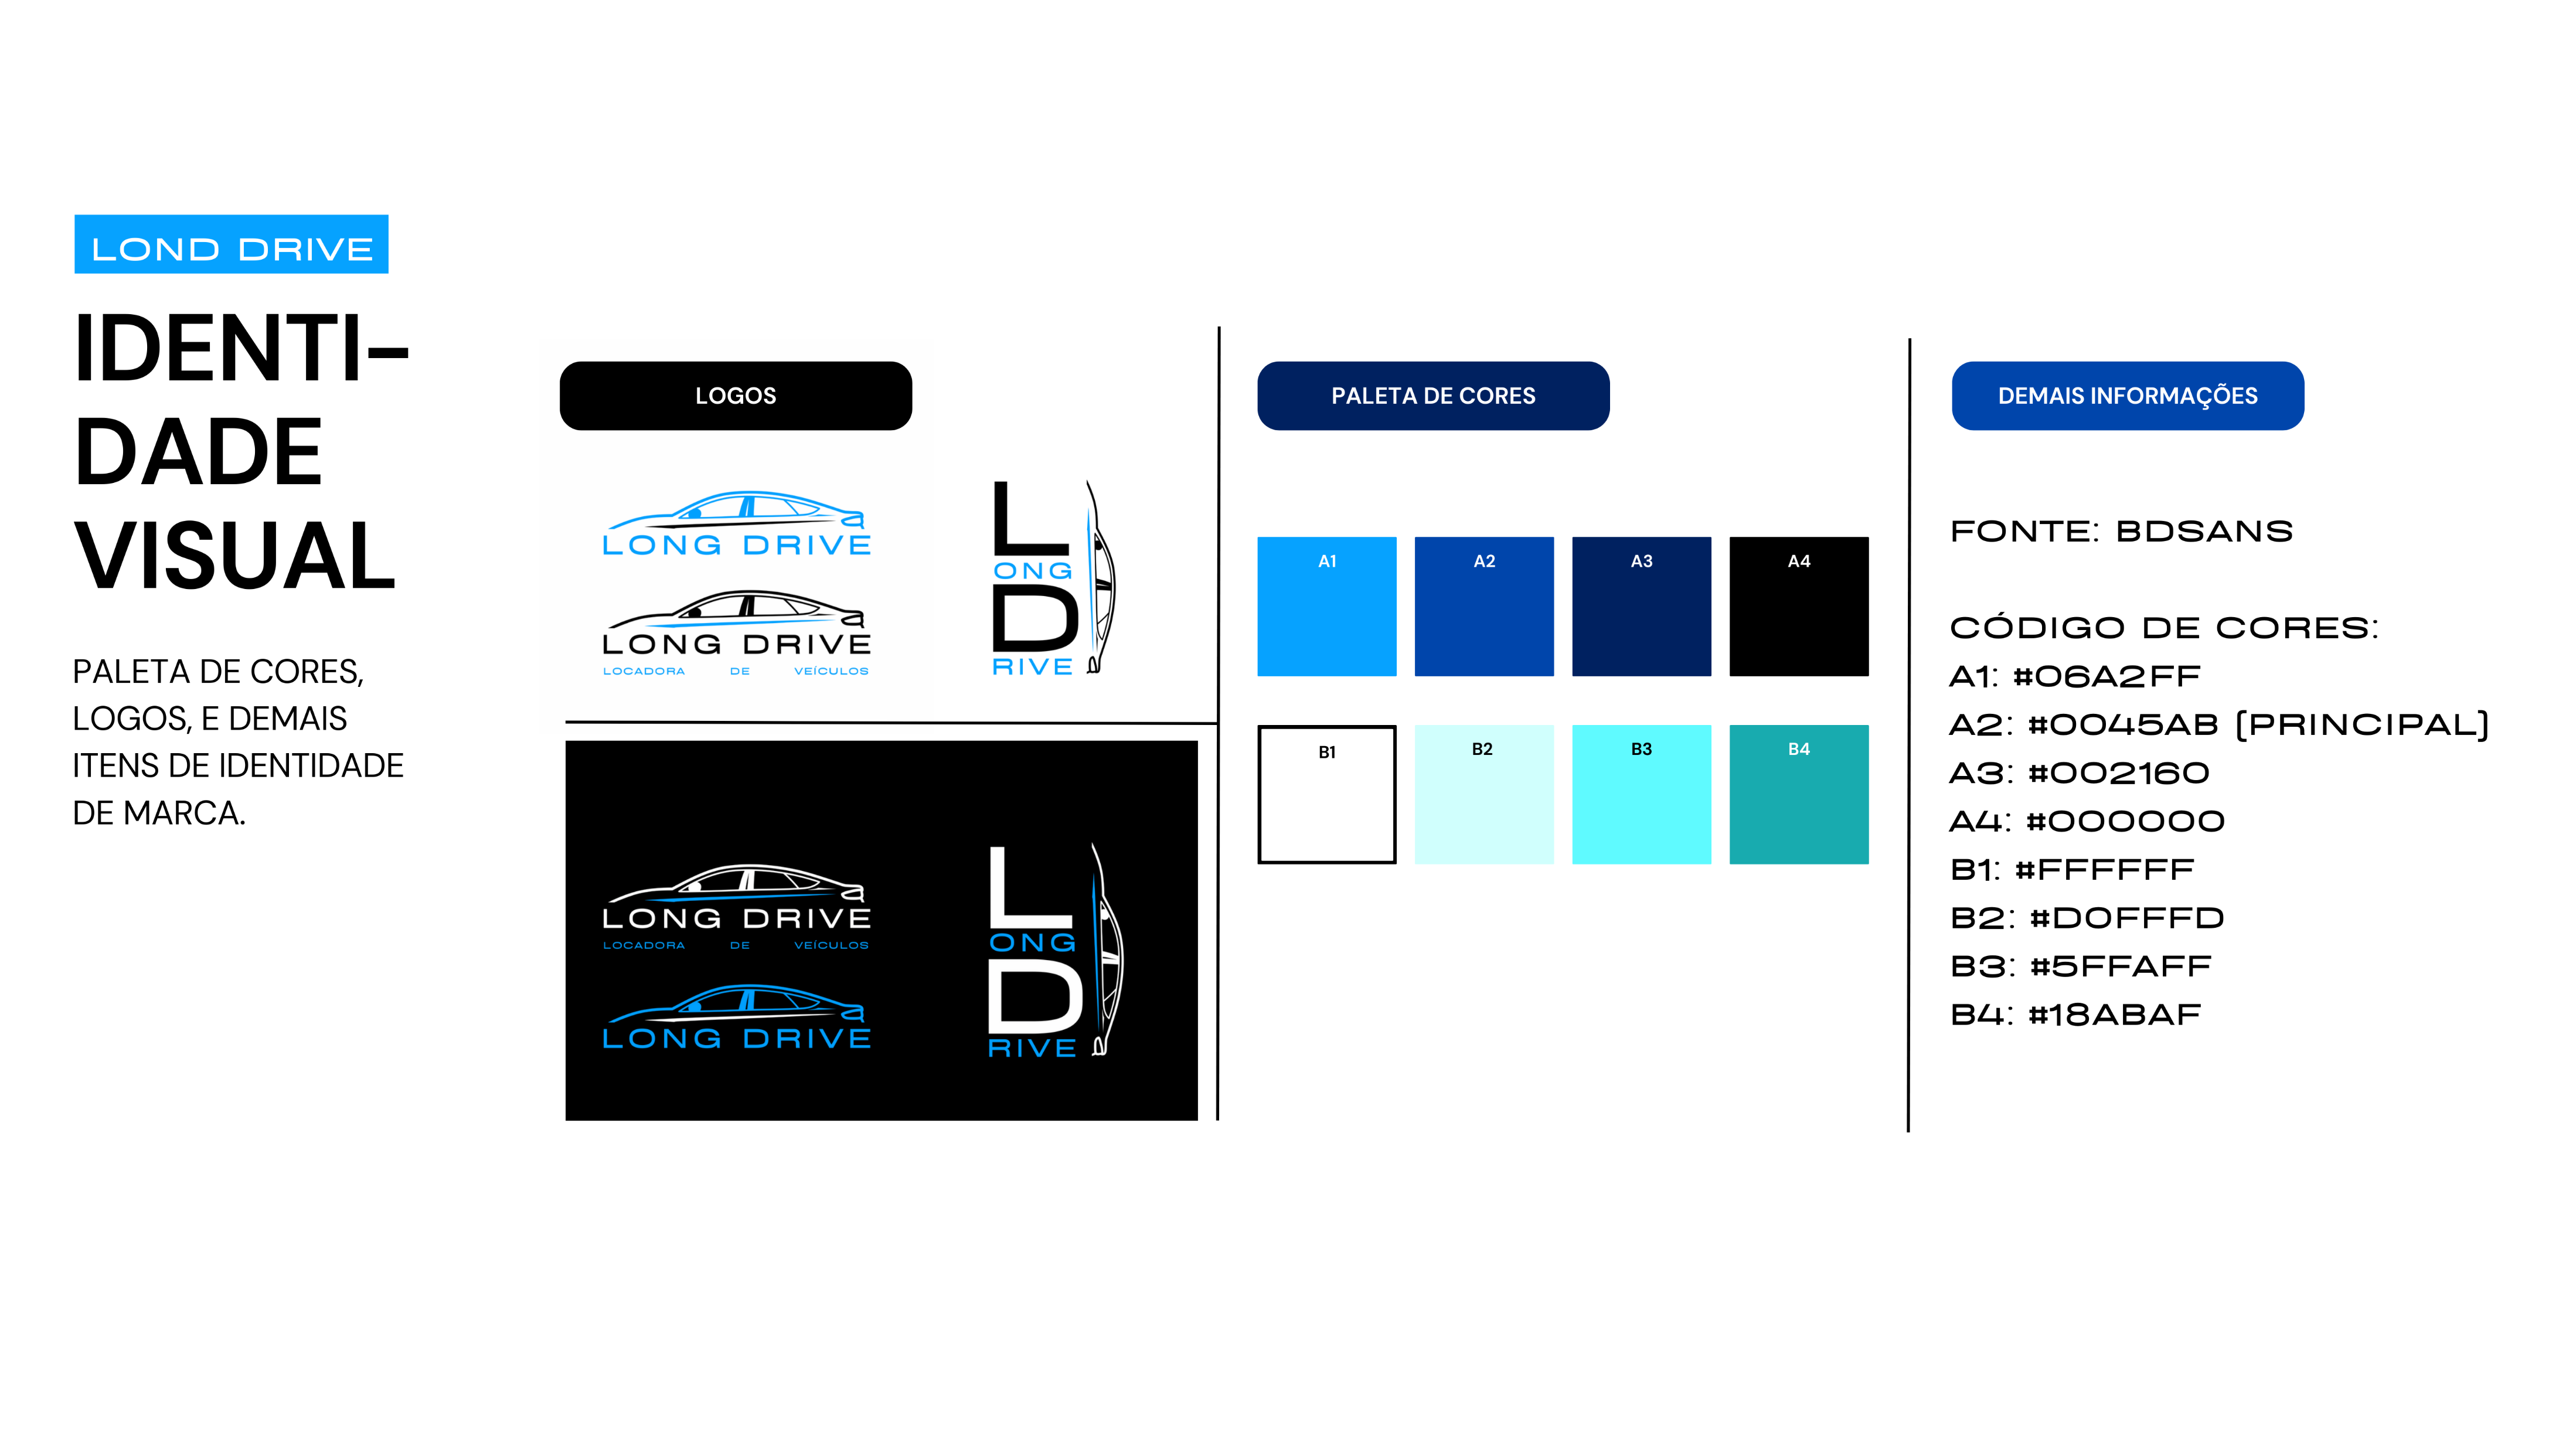 LOND DRIVE
IDENTI-
DADE
VISUAL
PALETA DE CORES,
LOGOS, E DEMAIS
ITENS DE IDENTIDADE
DE MARCA.
LOGOS
LONG DRIVE
LONG DRIVE
LOCADORA DE VEÍCULOS
L
ONG
D
RIVE
LONG DRIVE
LOCADORA DE VEÍCULOS
LONG DRIVE
L
ONG
D
RIVE
PALETA DE CORES
A1 A2 A3 A4
B1 B2 B3 B4
DEMAIS INFORMAÇÕES
FONTE: BDSANS
CÓDIGO DE CORES:
A1: #06A2FF
A2: #0045AB (PRINCIPAL)
A3: #002160
A4: #000000
B1: #FFFFFF
B2: #D0FFFD
B3: #5FFAFF
B4: #18ABAF